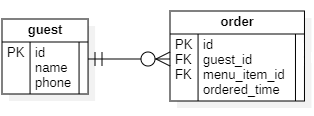 guest
PK id
name
phone
order
PK id
FK guest_id
FK menu_item_id
ordered_time